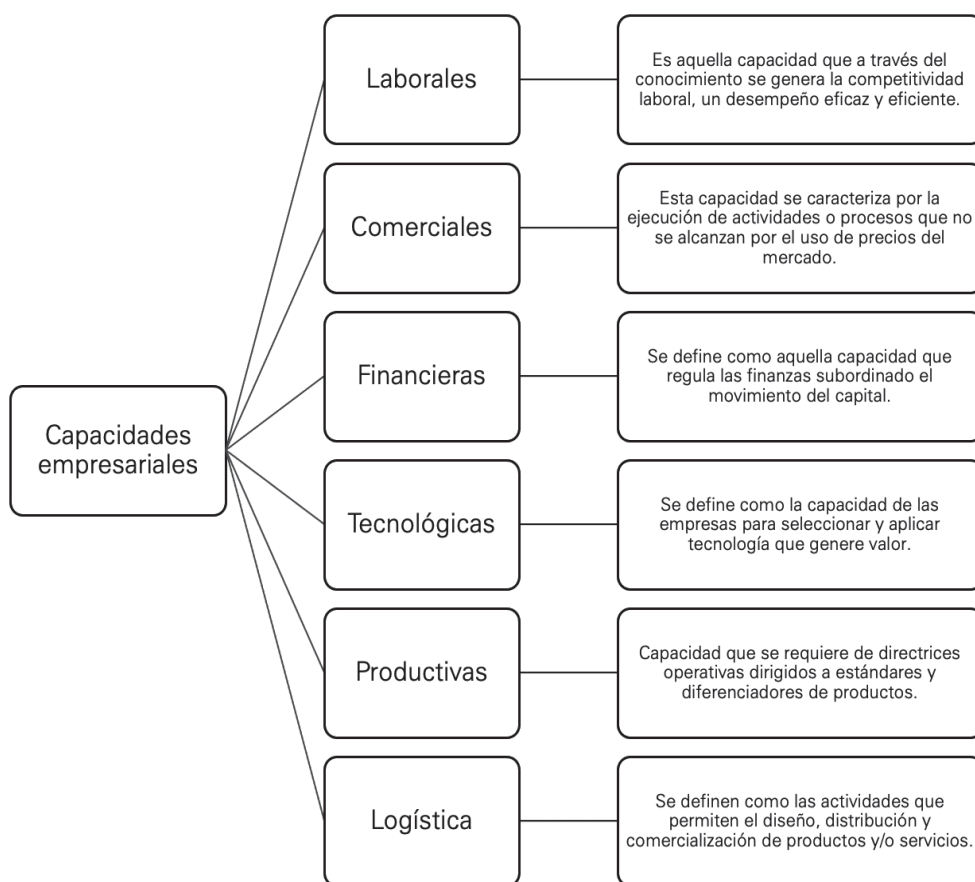 Capacidades
empresariales
Laborales
Es aquella capacidad que a través del
conocimiento se genera la competitividad
laboral, un desempeño eficaz y eficiente.
Comerciales
Esta capacidad se caracteriza por la
ejecución de actividades o procesos que no
se alcanzan por el uso de precios del
mercado.
Financieras
Se define como aquella capacidad que
regula las finanzas subordinado el
movimiento del capital.
Tecnológicas
Se define como la capacidad de las
empresas para seleccionar y aplicar
tecnología que genere valor.
Productivas
Capacidad que se requiere de directrices
operativas dirigidos a estándares y
diferenciadores de productos.
Logística
Se definen como las actividades que
permiten el diseño, distribución y
comercialización de productos y/o servicios.